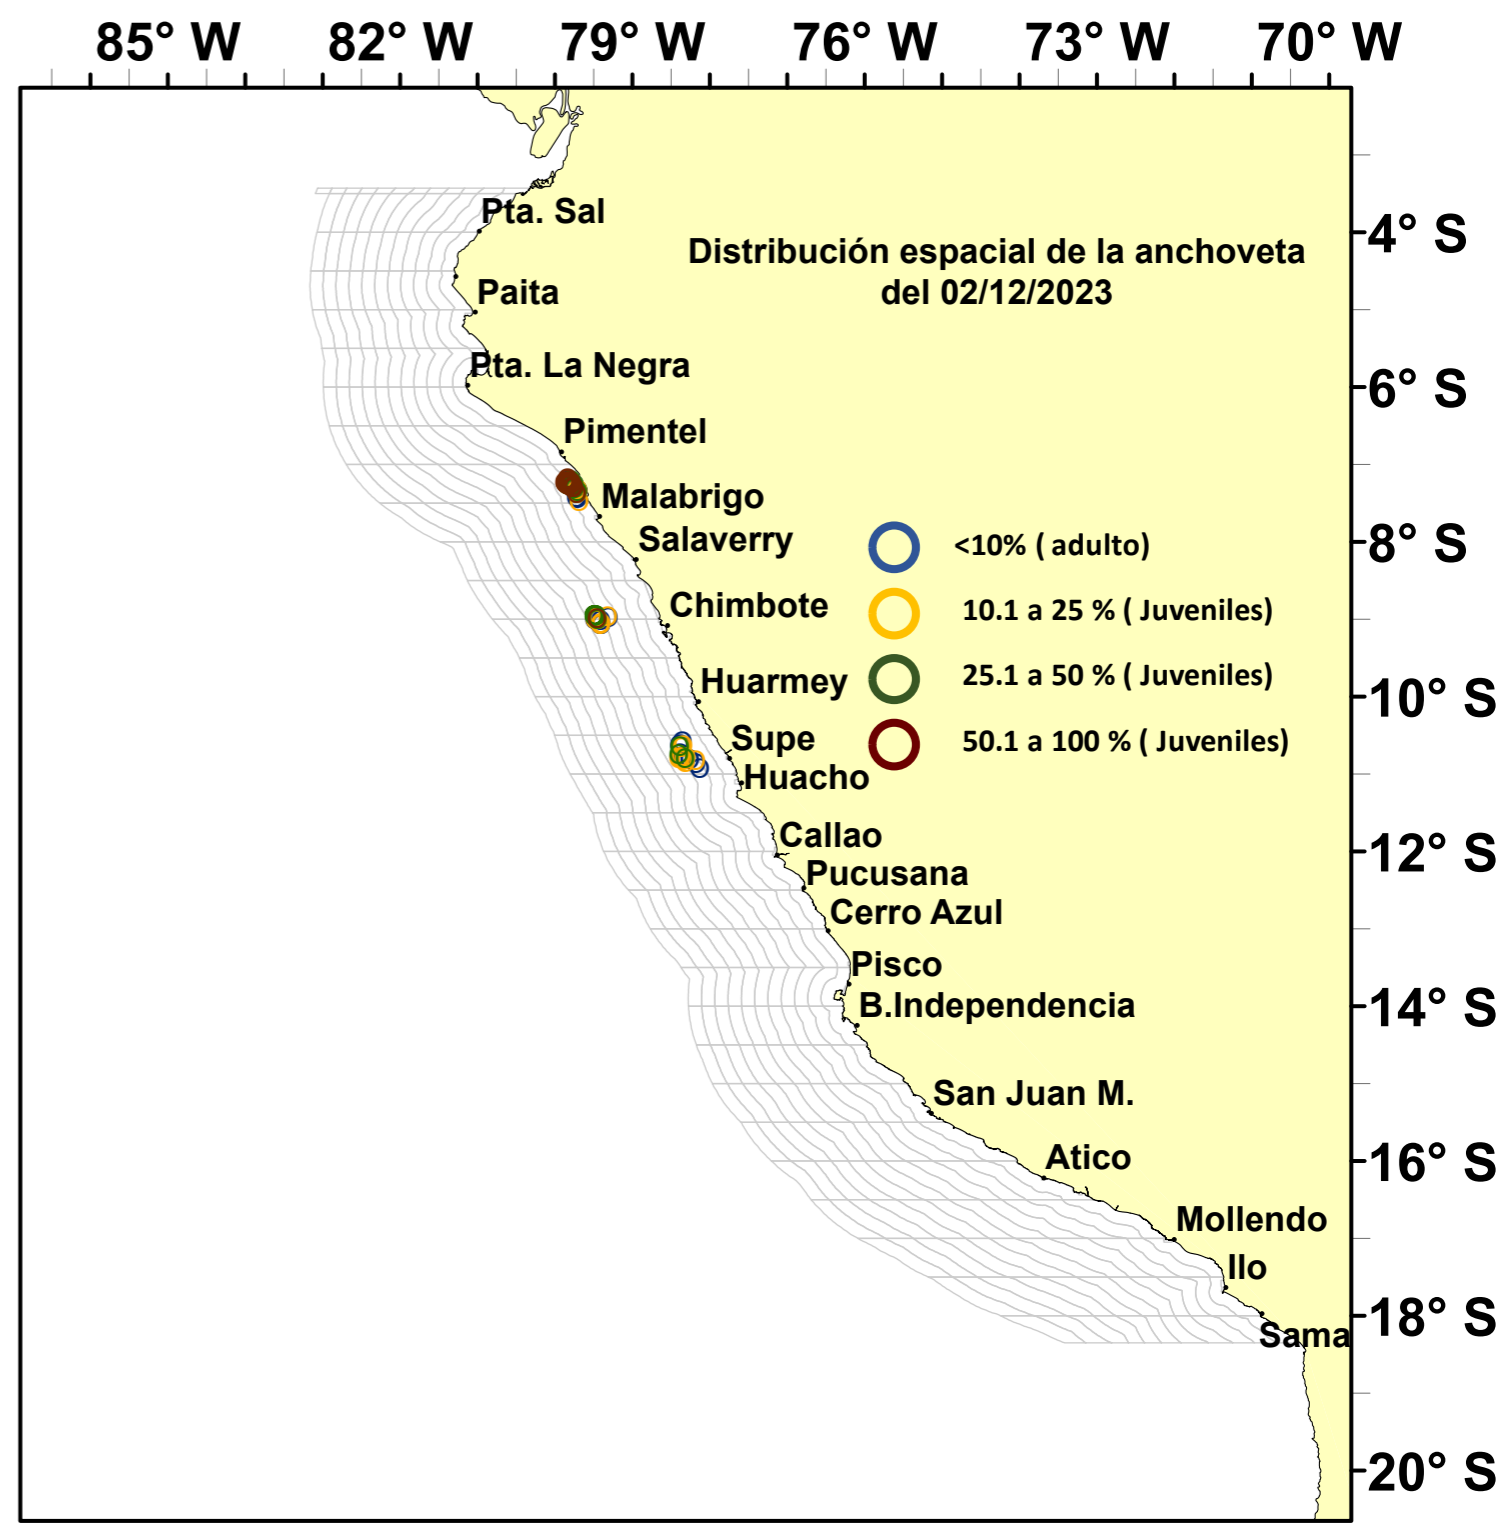 85° W 82° W 79° W 76° W 73° W 70° W
Pta. Sal
4° S
Distribución espacial de la anchoveta
del 02/12/2023
Paita
Pta. La Negra
6° S
Pimentel
Malabrigo
Salaverry
8° S
<10% ( adulto)
Chimbote
10.1 a 25 % ( Juveniles)
Huarmey
25.1 a 50 % ( Juveniles)
10° S
Supe
50.1 a 100 % ( Juveniles)
Huacho
Callao
12° S
Pucusana
Cerro Azul
Pisco
B.Independencia
14° S
San Juan M.
Atico
16° S
Mollendo
Ilo
18° S
Sama
20° S